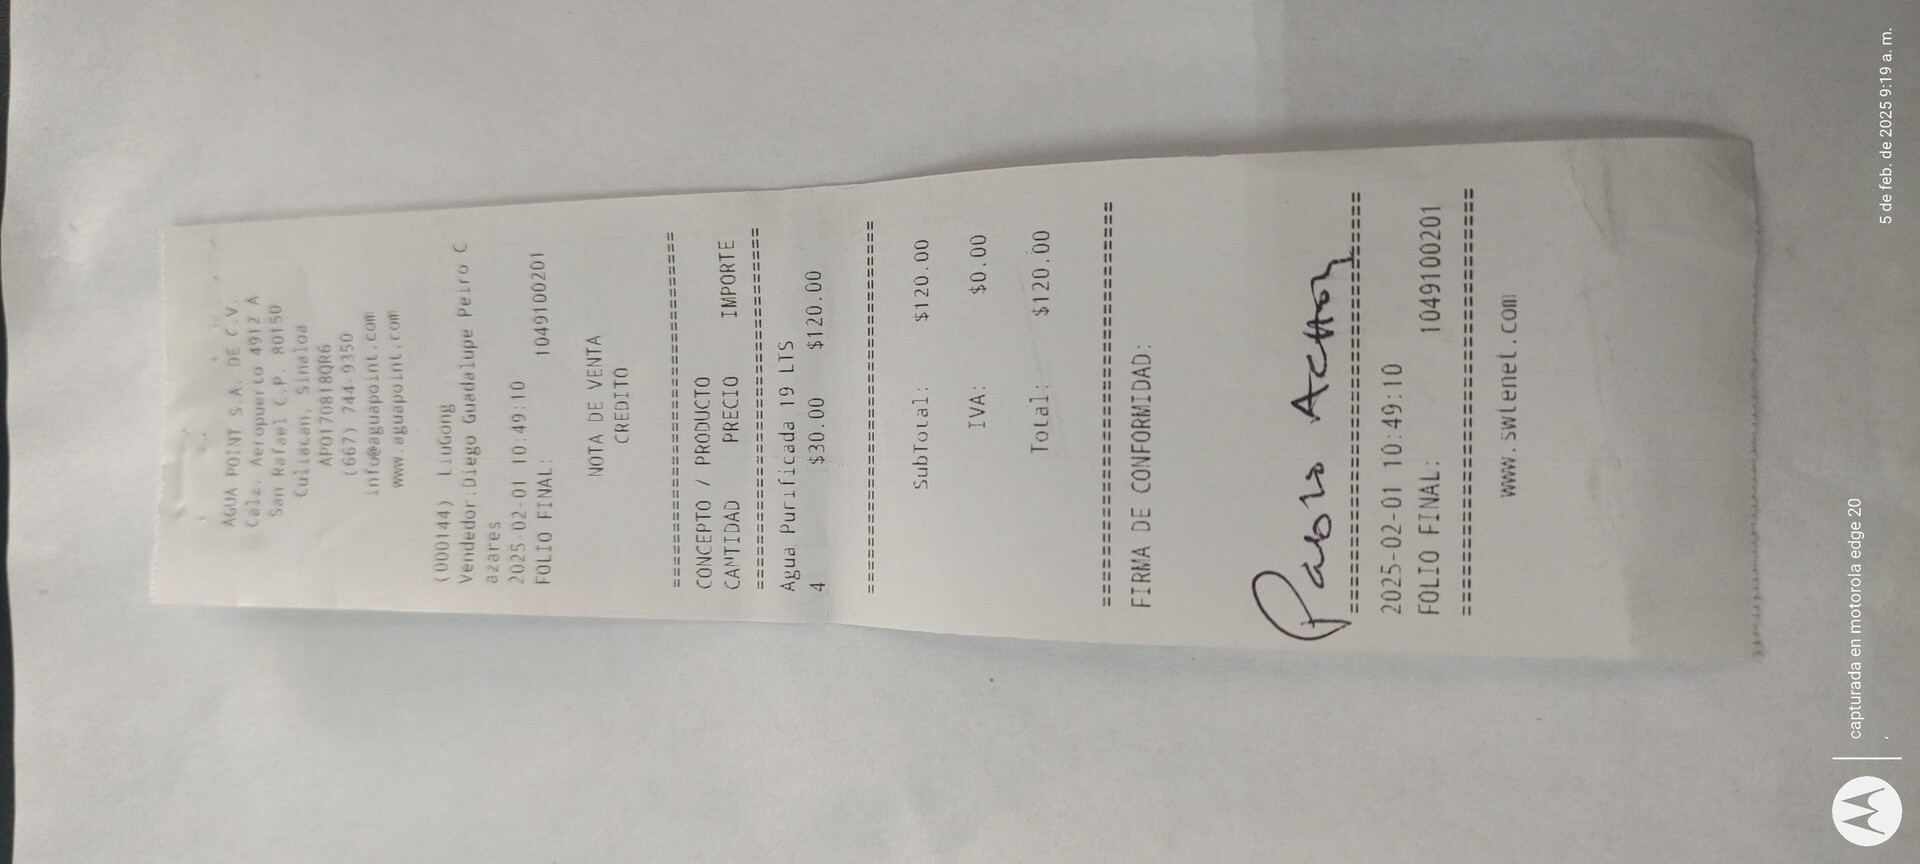 AGUA POINT S.A. DE C.V.
Calz. Aeropuerto 4912 A
San Rafael C.P. 80150
Culiacan, Sinaloa
APO170818QR6
(667) 744-9350
info@aguapoint.com
www.aguapoint.com
(000144) LiuGong
Vendedor:Diego Guadalupe Peiro C
azares
2025-02-01 10:49:10
FOLIO FINAL: 1049100201
NOTA DE VENTA
CREDITO
================================
CONCEPTO / PRODUCTO
CANTIDAD PRECIO IMPORTE
================================
Agua Purificada 19 LTS
4 $30.00 $120.00
================================
SubTotal: $120.00
IVA: $0.00
Total: $120.00
================================
FIRMA DE CONFORMIDAD:
Pablo
================================
2025-02-01 10:49:10
FOLIO FINAL: 1049100201
================================
www.swtenet.com
capturada en motorola edge 20
5 de feb. de 2025 9:19 a. m.